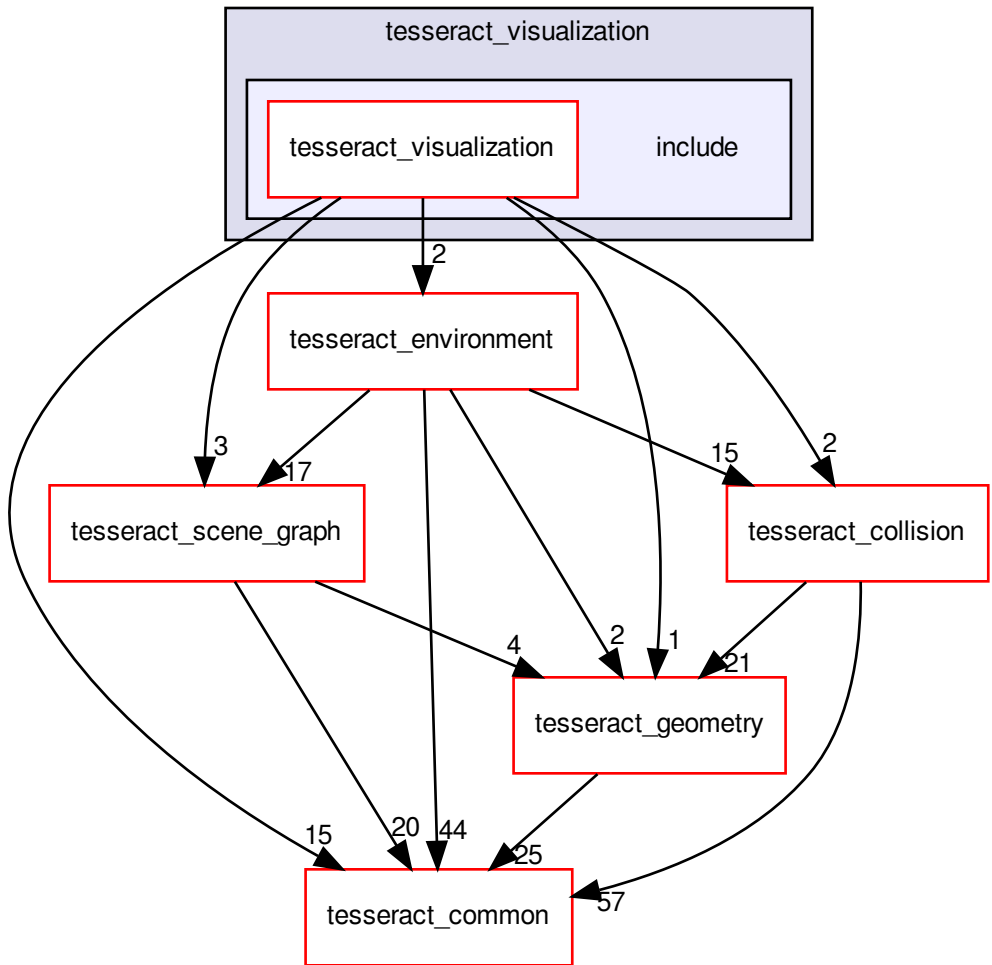 tesseract_visualization
tesseract_visualization
include
2
tesseract_environment
3
17
15
2
tesseract_scene_graph
tesseract_collision
4
2
1
21
tesseract_geometry
15
20
44
25
57
tesseract_common